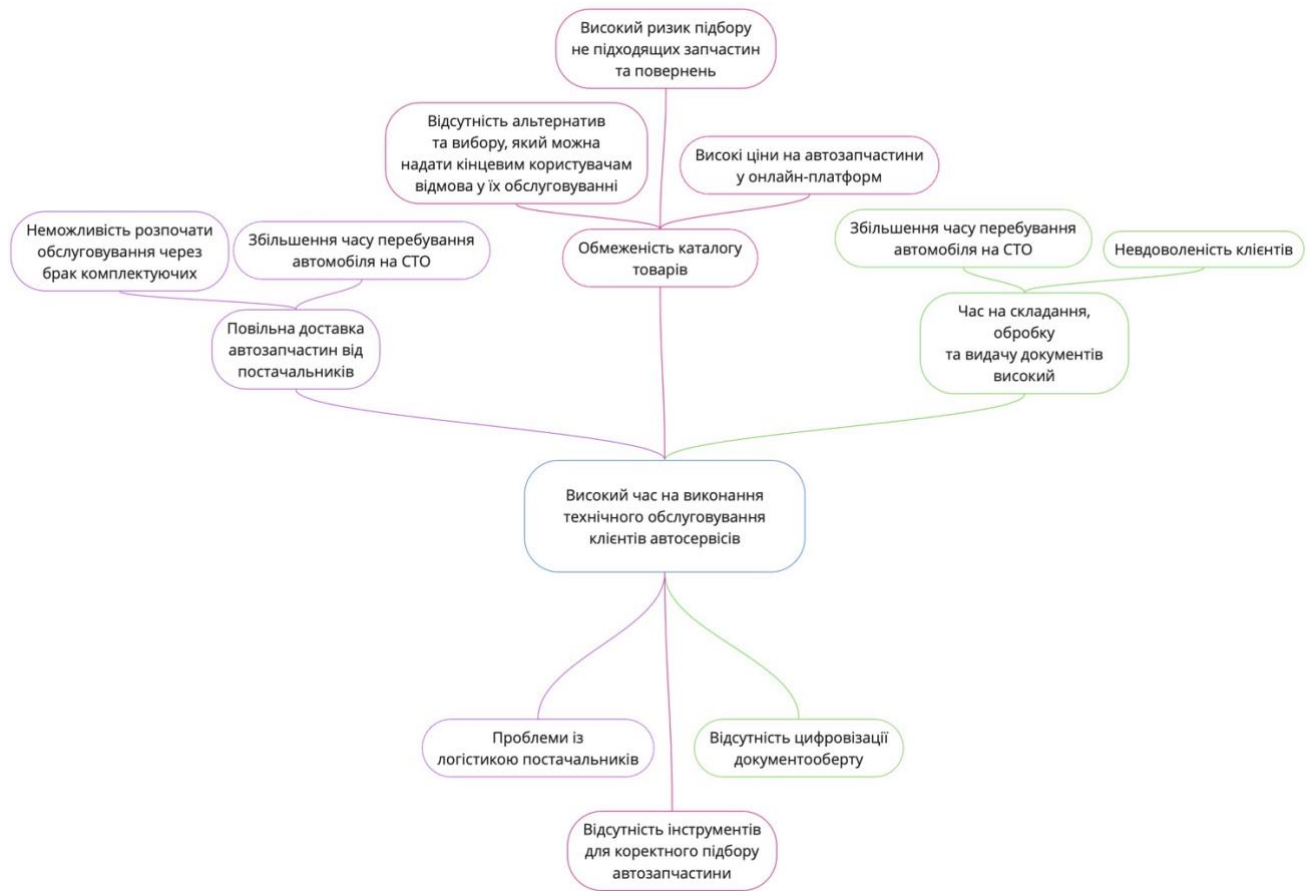 Високий ризик підбору
не підходящих запчастин
та повернень
Відсутність альтернатив
та вибору, який можна
надати кінцевим користувачам
відмова у їх обслуговуванні
Високі ціни на автозапчастини
у онлайн-платформ
Неможливість розпочати
обслуговування через
брак комплектуючих
Збільшення часу перебування
автомобіля на СТО
Обмеженість каталогу
товарів
Збільшення часу перебування
автомобіля на СТО
Невдоволеність клієнтів
Повільна доставка
автозапчастин від
постачальників
Час на складання,
обробку
та видачу документів
високий
Високий час на виконання
технічного обслуговування
клієнтів автосервісів
Проблеми із
логістикою постачальників
Відсутність цифровізації
документооберту
Відсутність інструментів
для коректного підбору
автозапчастини